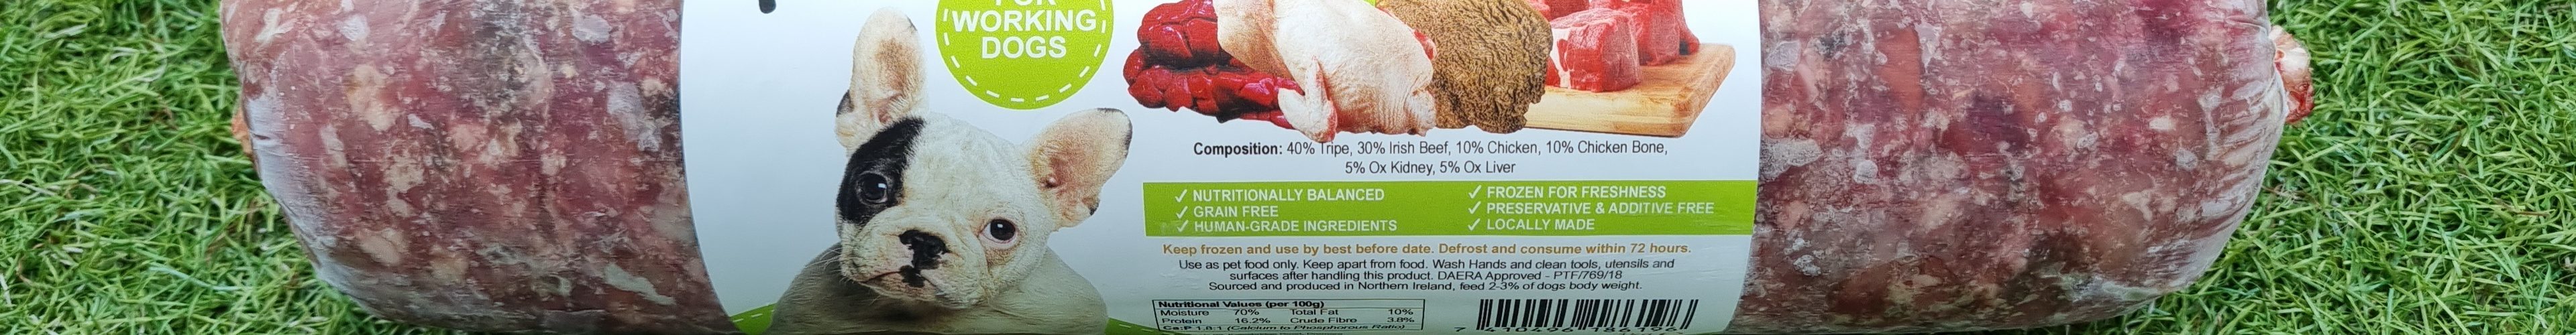 WORKING
DOGS
Composition: 40% Tripe, 30% Irish Beef, 10% Chicken, 10% Chicken Bone,
5% Ox Kidney, 5% Ox Liver
✓ NUTRITIONALLY BALANCED
✓ GRAIN FREE
✓ HUMAN-GRADE INGREDIENTS
✓ FROZEN FOR FRESHNESS
✓ PRESERVATIVE & ADDITIVE FREE
✓ LOCALLY MADE
Keep frozen and use by best before date. Defrost and consume within 72 hours.
Use as pet food only. Keep apart from food. Wash Hands and clean tools, utensils and
surfaces after handling this product. DAERA Approved - PTF/769/18
Sourced and produced in Northern Ireland, feed 2-3% of dogs body weight.
Nutritional Values (per 100g)
Moisture 70% Total Fat 10%
Protein 16.2% Crude Fibre 3.8%
Ca:P 1.8:1 (Calcium to Phosphorous Ratio)